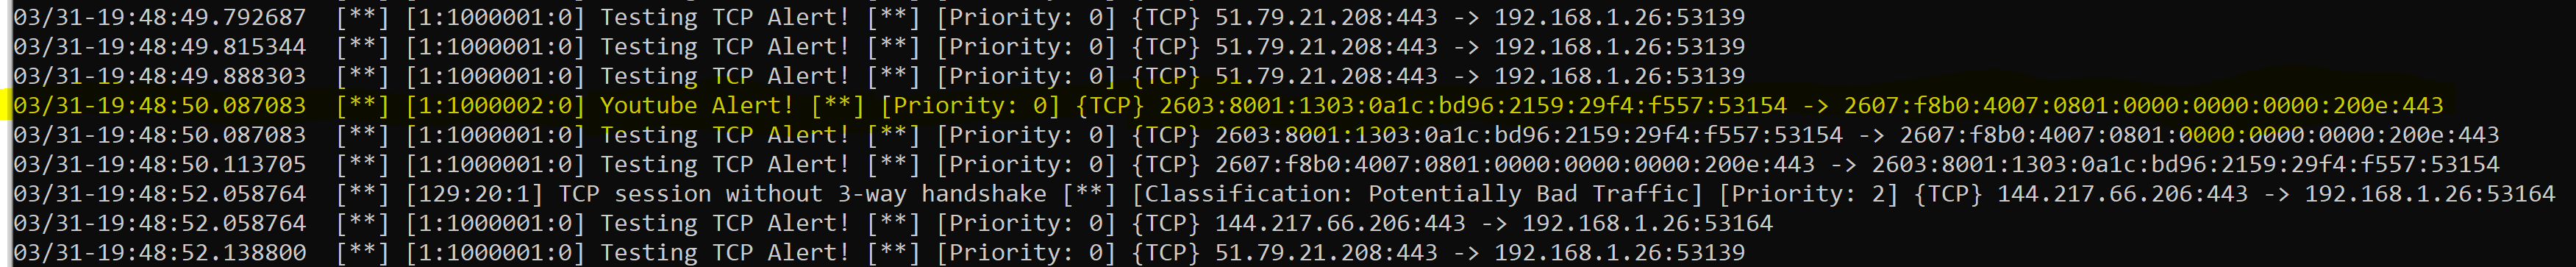 03/31-19:48:49.792687  [**] [1:1000001:0] Testing TCP Alert! [**] [Priority: 0] {TCP} 51.79.21.208:443 -> 192.168.1.26:53139
03/31-19:48:49.815344  [**] [1:1000001:0] Testing TCP Alert! [**] [Priority: 0] {TCP} 51.79.21.208:443 -> 192.168.1.26:53139
03/31-19:48:49.888303  [**] [1:1000001:0] Testing TCP Alert! [**] [Priority: 0] {TCP} 51.79.21.208:443 -> 192.168.1.26:53139
03/31-19:48:50.087083  [**] [1:1000002:0] Youtube Alert! [**] [Priority: 0] {TCP} 2603:8001:1303:0a1c:bd96:2159:29f4:f557:53154 -> 2607:f8b0:4007:0801:0000:0000:0000:200e:443
03/31-19:48:50.087083  [**] [1:1000001:0] Testing TCP Alert! [**] [Priority: 0] {TCP} 2603:8001:1303:0a1c:bd96:2159:29f4:f557:53154 -> 2607:f8b0:4007:0801:0000:0000:0000:200e:443
03/31-19:48:50.113705  [**] [1:1000001:0] Testing TCP Alert! [**] [Priority: 0] {TCP} 2607:f8b0:4007:0801:0000:0000:0000:200e:443 -> 2603:8001:1303:0a1c:bd96:2159:29f4:f557:53154
03/31-19:48:52.058764  [**] [129:20:1] TCP session without 3-way handshake [**] [Classification: Potentially Bad Traffic] [Priority: 2] {TCP} 144.217.66.206:443 -> 192.168.1.26:53164
03/31-19:48:52.058764  [**] [1:1000001:0] Testing TCP Alert! [**] [Priority: 0] {TCP} 144.217.66.206:443 -> 192.168.1.26:53164
03/31-19:48:52.138800  [**] [1:1000001:0] Testing TCP Alert! [**] [Priority: 0] {TCP} 51.79.21.208:443 -> 192.168.1.26:53139